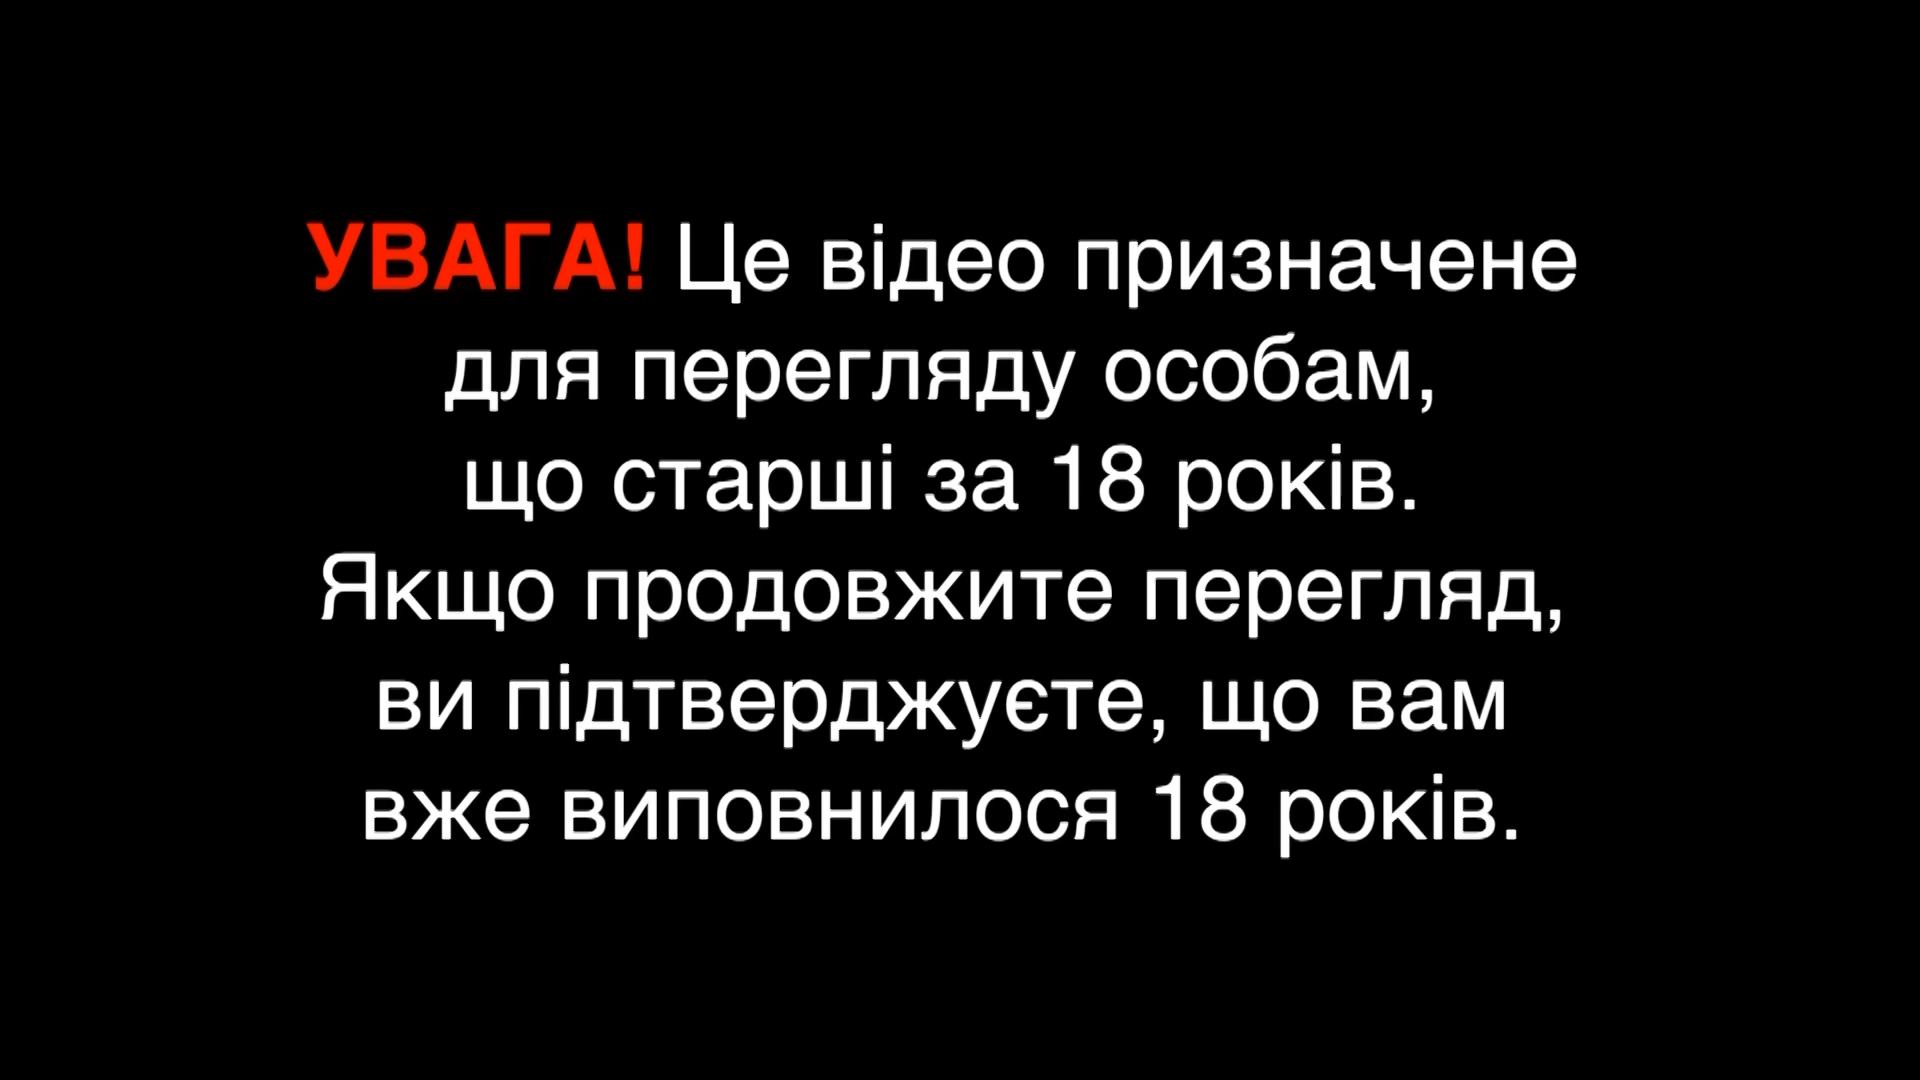 УВАГА! Це відео призначене
для перегляду особам,
що старші за 18 років.
Якщо продовжите перегляд,
ви підтверджуєте, що вам
вже виповнилося 18 років.